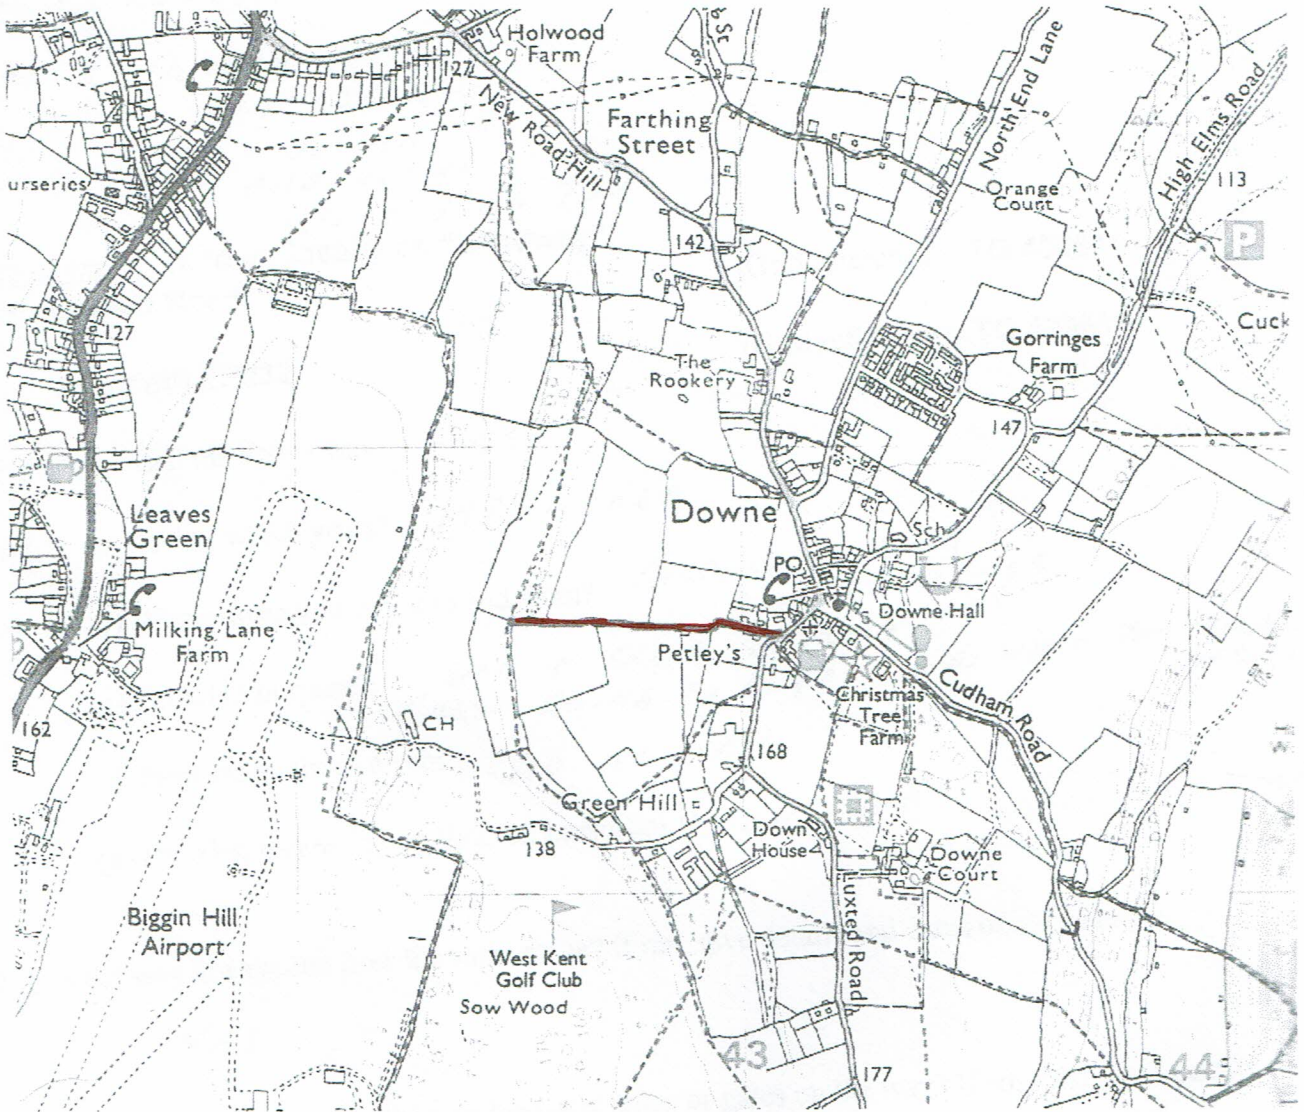 St
Holwood
Farm
127
New Road Hill
Farthing
Street
North End Lane
High Elms Road
113
urseries
Orange
Court
P
142
127
Cuck
Gorringes
Farm
The
Rookery
147
Leaves
Green
Downe
Sch
PO
Milking Lane
Farm
Downe Hall
Petley's
Christmas
Tree
Farm
Cudham Road
162
CH
168
Green Hill
138
Down
House
Downe
Court
Luxted Road
Biggin Hill
Airport
West Kent
Golf Club
Sow Wood
43
177
44